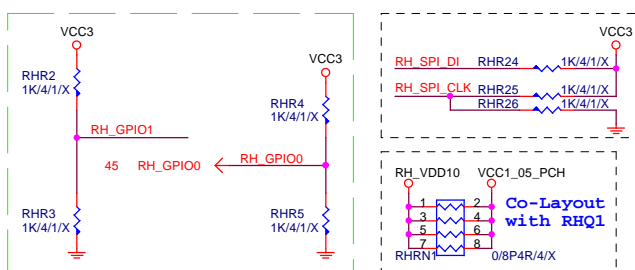 VCC3
RHR2
1K/4/1/X
RH_GPIO1
RHR3
1K/4/1/X
VCC3
RHR4
1K/4/1/X
45 RH_GPIO0 RH_GPIO0
RHR5
1K/4/1/X
VCC3
RH_SPI_DI RHR24 1K/4/1/X
RH_SPI_CLK RHR25 1K/4/1/X
RHR26 1K/4/1/X
RH_VDD10 VCC1_05_PCH
1 2
3 4
5 6
7 8
RHRN1 0/8P4R/4/X
Co-Layout
with RHQ1